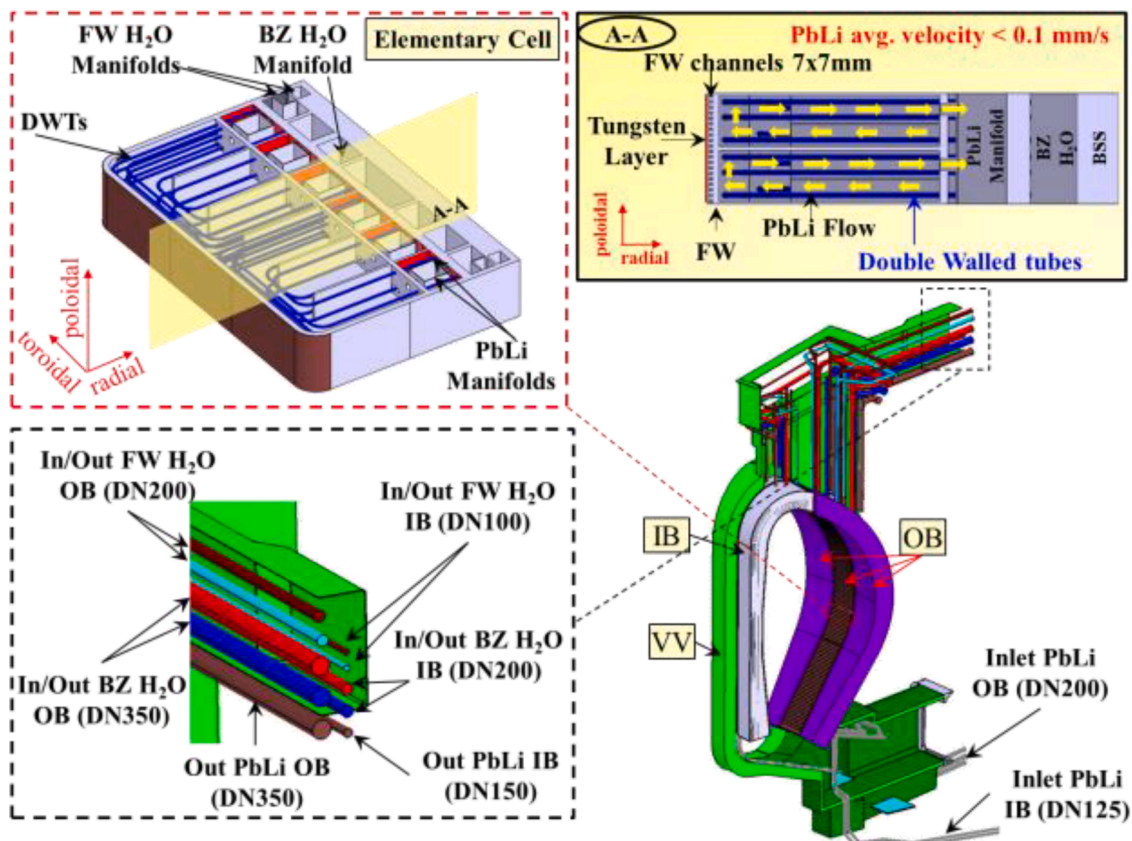 FW H₂O
Manifolds
BZ H₂O
Manifold
Elementary Cell
DWTs
A-A
poloidal
toroidal
radial
PbLi
Manifolds
A-A
PbLi avg. velocity < 0.1 mm/s
FW channels 7x7mm
Tungsten
Layer
PbLi
Manifold
BZ
H₂O
BSS
poloidal
radial
FW
PbLi Flow
Double Walled tubes
In/Out FW H₂O
OB (DN200)
In/Out FW H₂O
IB (DN100)
In/Out BZ H₂O
IB (DN200)
In/Out BZ H₂O
OB (DN350)
Out PbLi OB
(DN350)
Out PbLi IB
(DN150)
IB
OB
VV
Inlet PbLi
OB (DN200)
Inlet PbLi
IB (DN125)